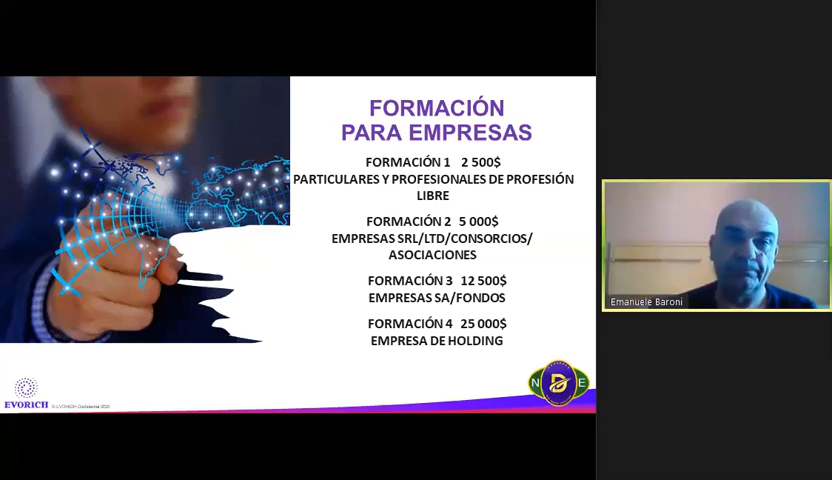 FORMACIÓN
PARA EMPRESAS
FORMACIÓN 1 2 500$
PARTICULARES Y PROFESIONALES DE PROFESIÓN
LIBRE
FORMACIÓN 2 5 000$
EMPRESAS SRL/LTD/CONSORCIOS/
ASOCIACIONES
FORMACIÓN 3 12 500$
EMPRESAS SA/FONDOS
FORMACIÓN 4 25 000$
EMPRESA DE HOLDING
N D E
EVORICH
Emanuele Baroni